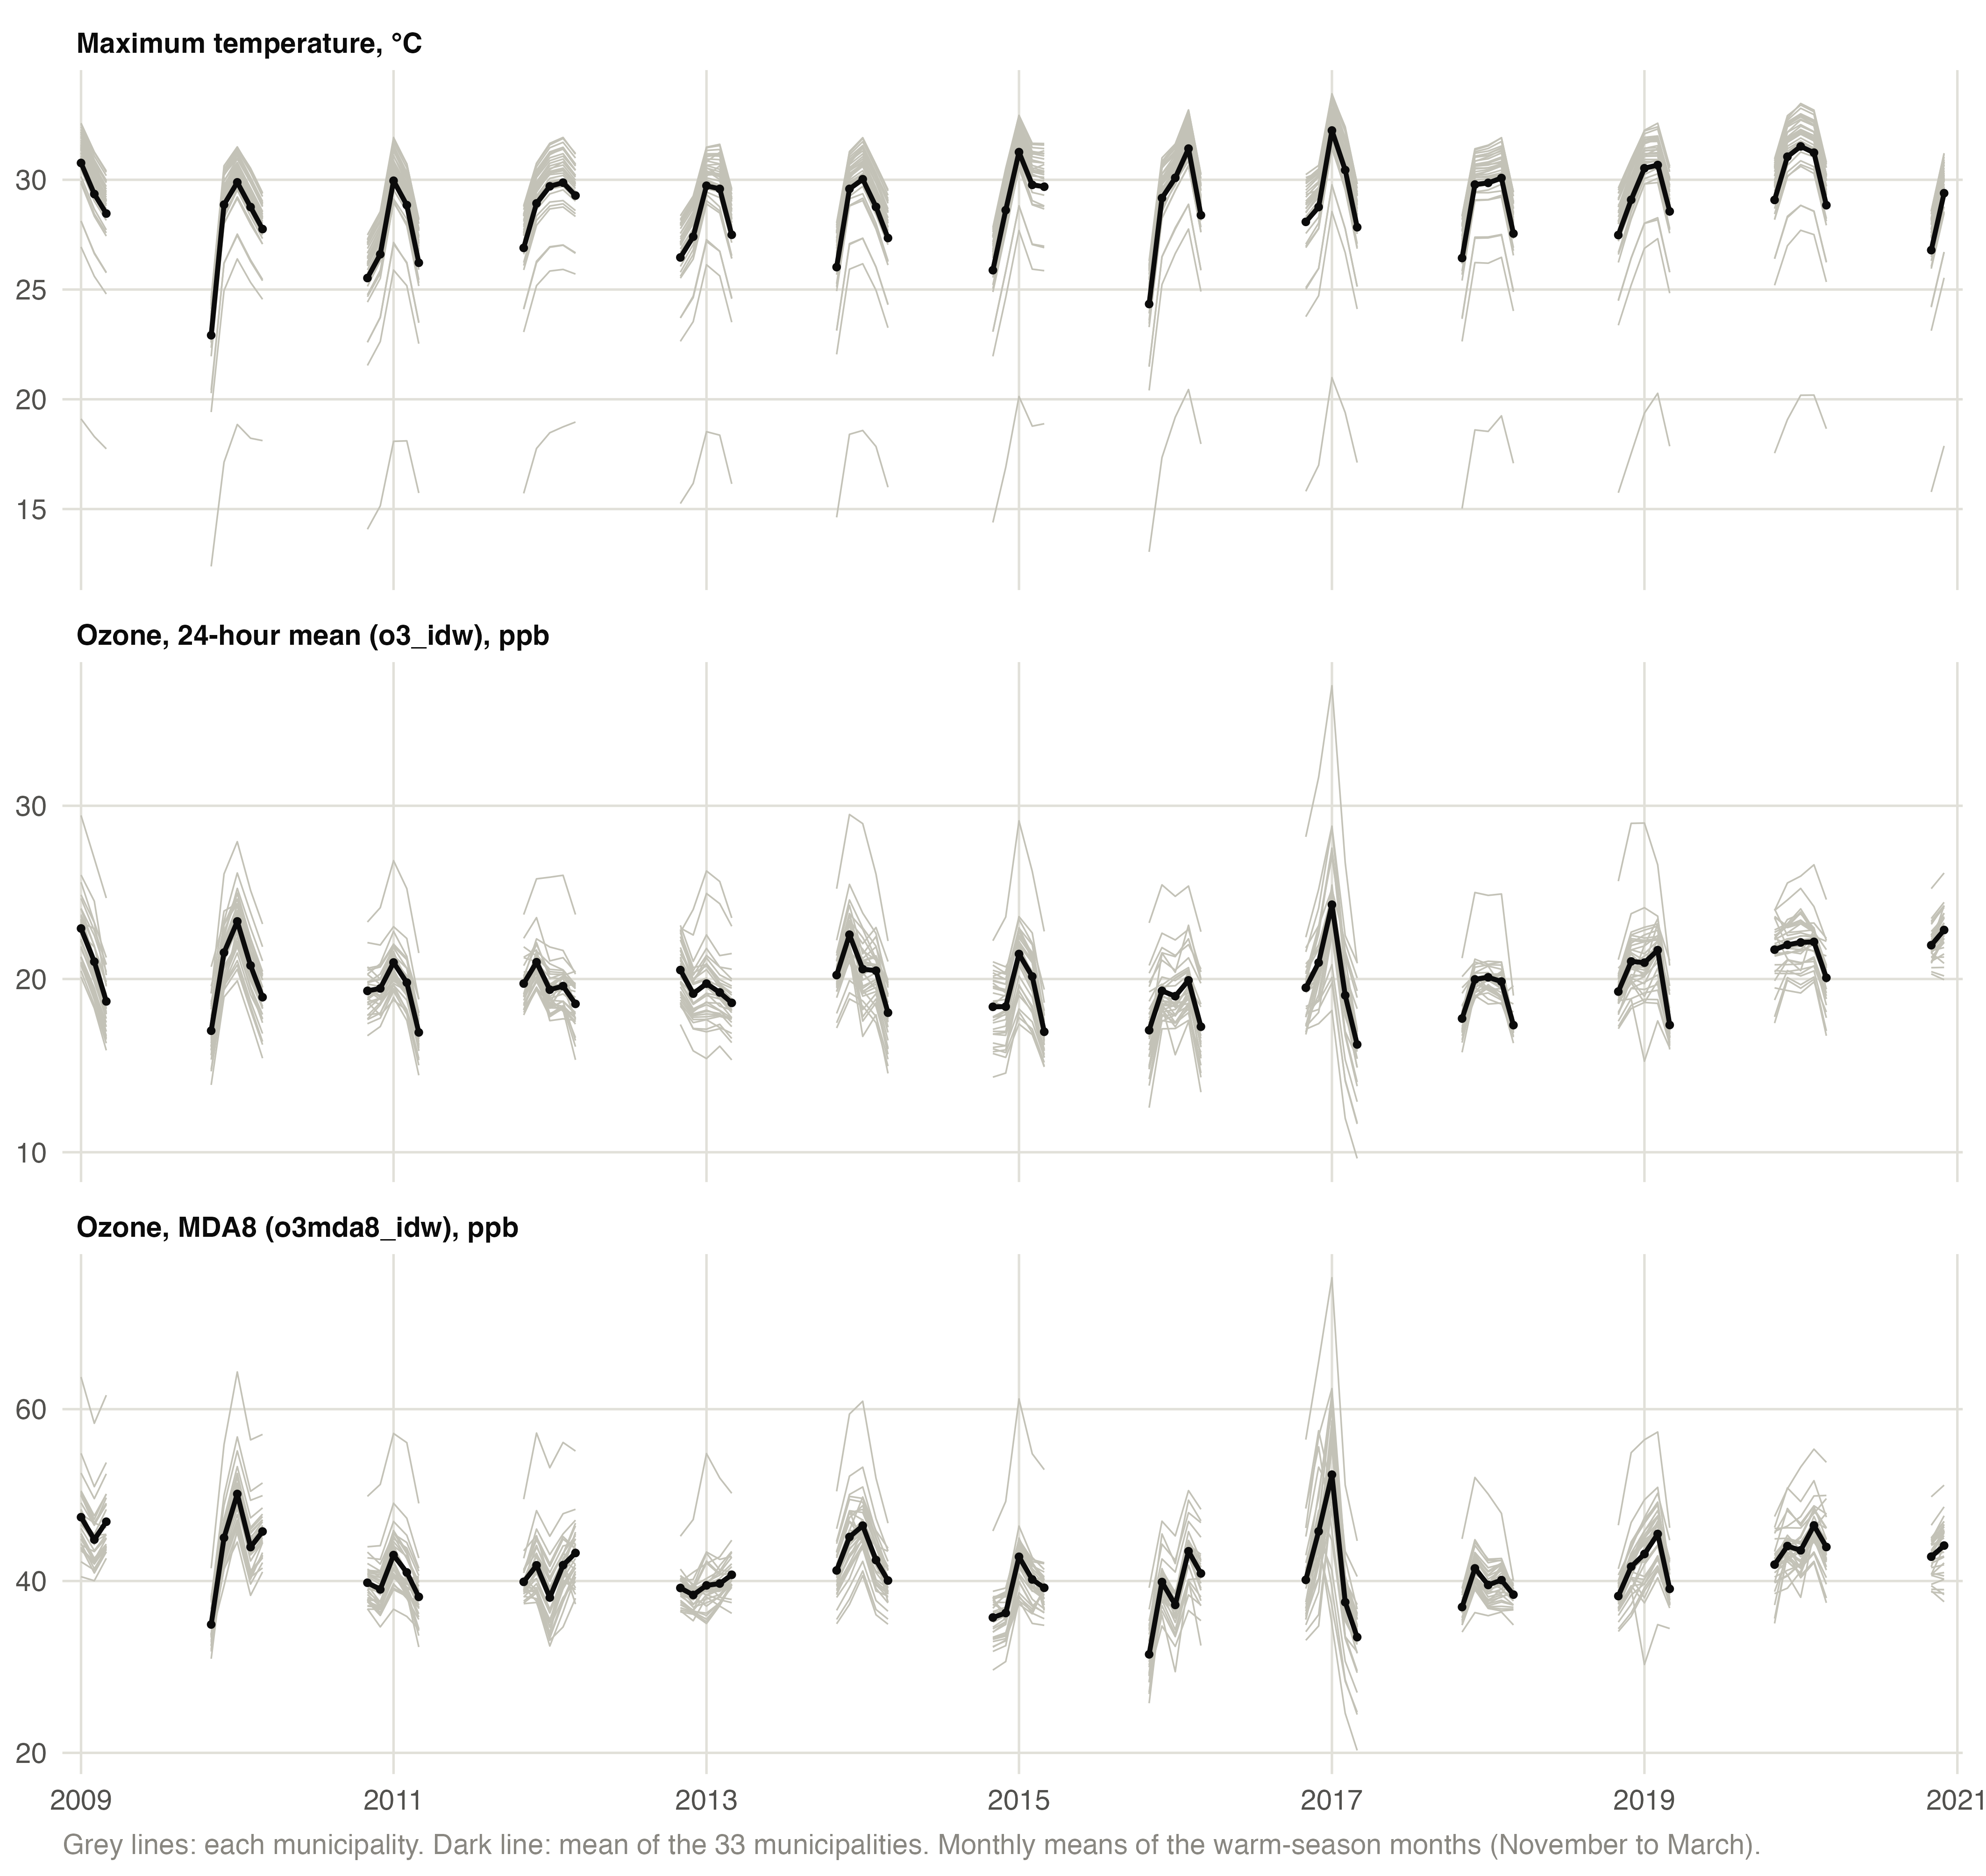 Maximum temperature, °C
30
25
20
15
Ozone, 24-hour mean (o3_idw), ppb
30
20
10
Ozone, MDA8 (o3mda8_idw), ppb
60
40
20
2009 2011 2013 2015 2017 2019 2021
Grey lines: each municipality. Dark line: mean of the 33 municipalities. Monthly means of the warm-season months (November to March).